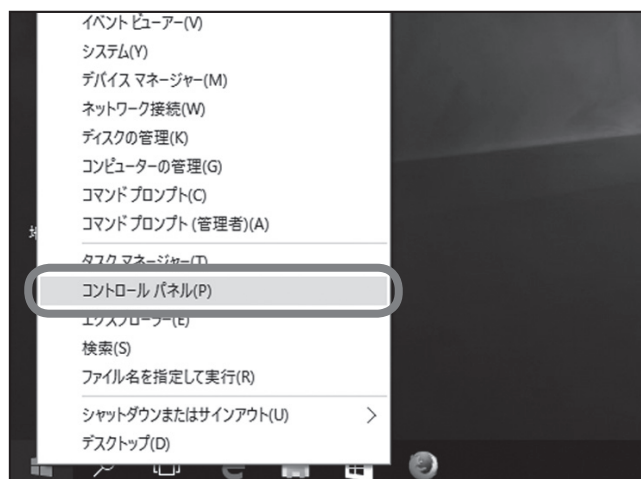 イベント ビューアー(V)
システム(Y)
デバイス マネージャー(M)
ネットワーク接続(W)
ディスクの管理(K)
コンピューターの管理(G)
コマンド プロンプト(C)
コマンド プロンプト (管理者)(A)
タスク マネージャー(T)
コントロール パネル(P)
エクスプローラー(E)
検索(S)
ファイル名を指定して実行(R)
シャットダウンまたはサインアウト(U)
デスクトップ(D)